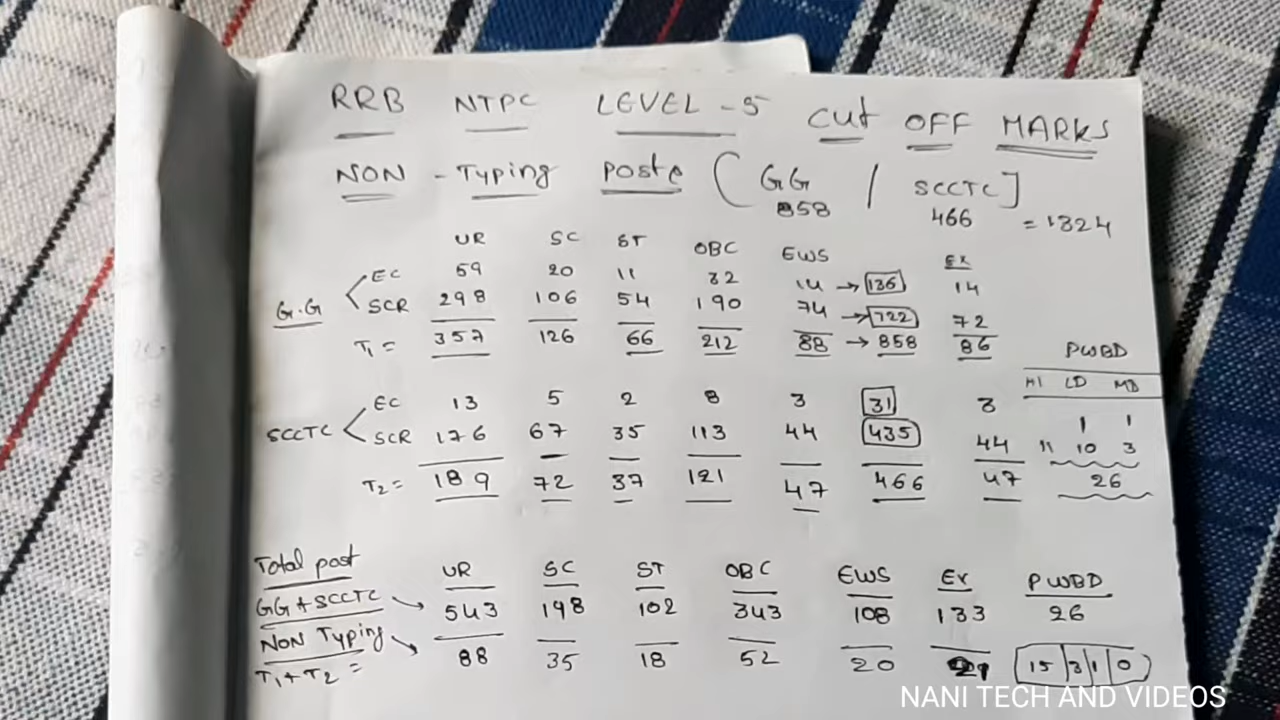 RRB NTPC LEVEL-5 CUT OFF MARKS
NON - Typing Posts ( GG / SCCTC ]
858 466 = 1324
UR SC ST OBC EWS Ex
EC 59 20 11 32 14 → 136 14
G.G SCR 298 106 54 190 74 → 722 72
T1 = 357 126 66 212 88 → 858 86
PWBD
HI LD MD
EC 13 5 2 8 3 31 3 1 1
SCCTC SCR 176 67 35 113 44 435 44 11 10 3
T2 = 189 72 37 121 47 466 47 26
Total post UR SC ST OBC EWS Ex PWBD
GG+SCCTC → 543 198 102 343 108 133 26
NON Typing → 88 35 18 52 20 21 15 3 1 0
T1+T2 =
NANI TECH AND VIDEOS